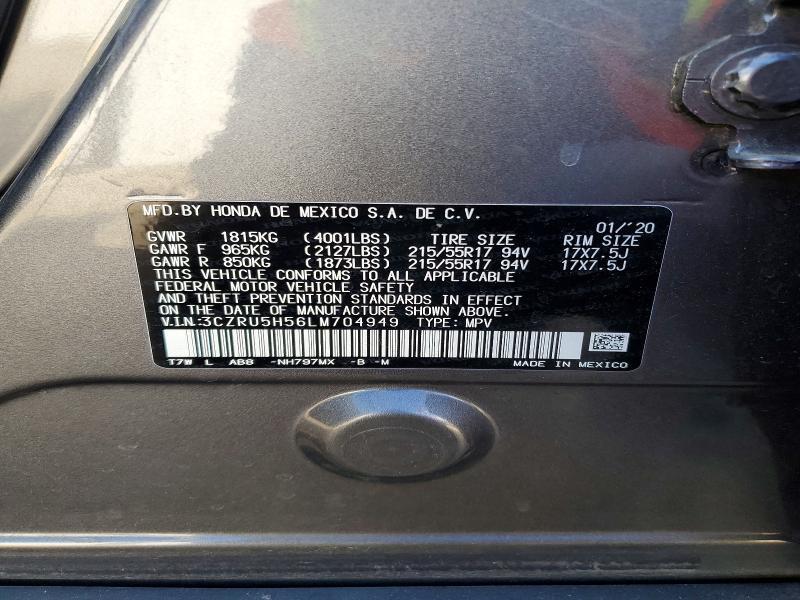 MFD.BY HONDA DE MEXICO S.A. DE C.V.
01/'20
GVWR 1815KG (4001LBS) TIRE SIZE RIM SIZE
GAWR F 965KG (2127LBS) 215/55R17 94V 17X7.5J
GAWR R 850KG (1873LBS) 215/55R17 94V 17X7.5J
THIS VEHICLE CONFORMS TO ALL APPLICABLE
FEDERAL MOTOR VEHICLE SAFETY
AND THEFT PREVENTION STANDARDS IN EFFECT
ON THE DATE OF MANUFACTURE SHOWN ABOVE.
V.I.N:3CZRU5H56LM704949 TYPE: MPV
T7W L AB8 -NH797MX -B -M MADE IN MEXICO